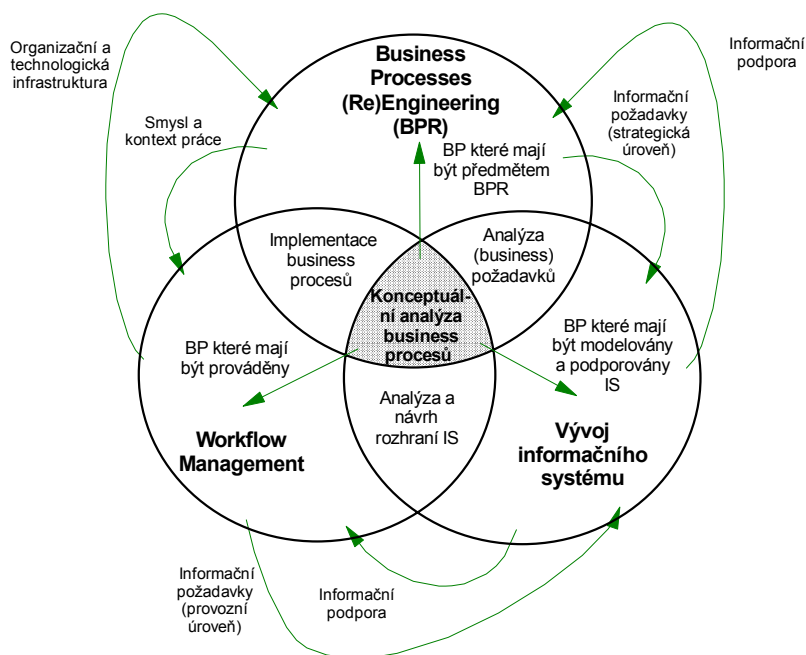 Organizační a
technologická
infrastruktura
Business
Processes
(Re)Engineering
(BPR)
Informační
podpora
Smysl a
kontext práce
Informační
požadavky
(strategická
úroveň)
BP které mají
být předmětem
BPR
Implementace
business
procesů
Analýza
(business)
požadavků
Konceptuál-
ní analýza
business
procesů
BP které mají
být prováděny
BP které mají
být modelovány
a podporovány
IS
Analýza a
návrh
rozhraní IS
Workflow
Management
Vývoj
informačního
systému
Informační
požadavky
(provozní
úroveň)
Informační
podpora